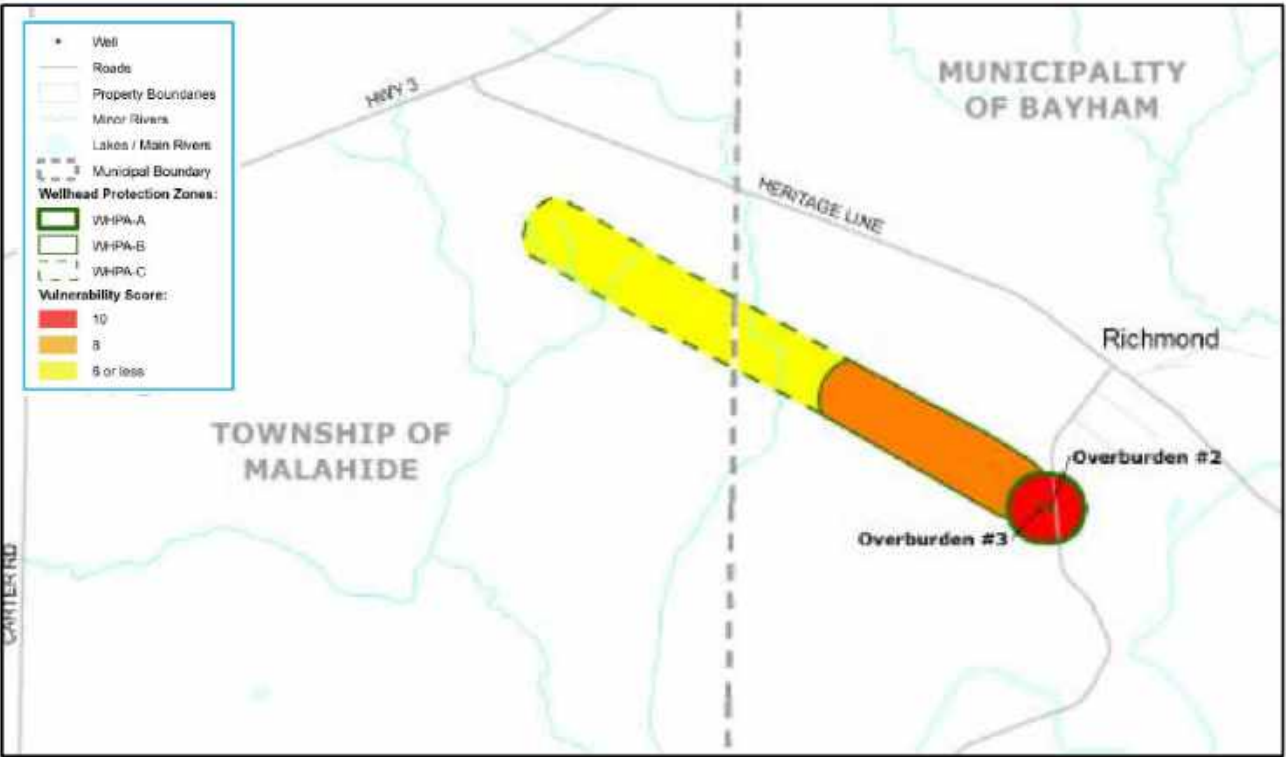 Well
Roads
Property Boundaries
Minor Rivers
Lakes / Main Rivers
Municipal Boundary
Wellhead Protection Zones:
WHPA-A
WHPA-B
WHPA-C
Vulnerability Score:
10
8
6 or less
HWY 3
MUNICIPALITY
OF BAYHAM
HERITAGE LINE
Richmond
TOWNSHIP OF
MALAHIDE
Overburden #2
Overburden #3
CARTER RD